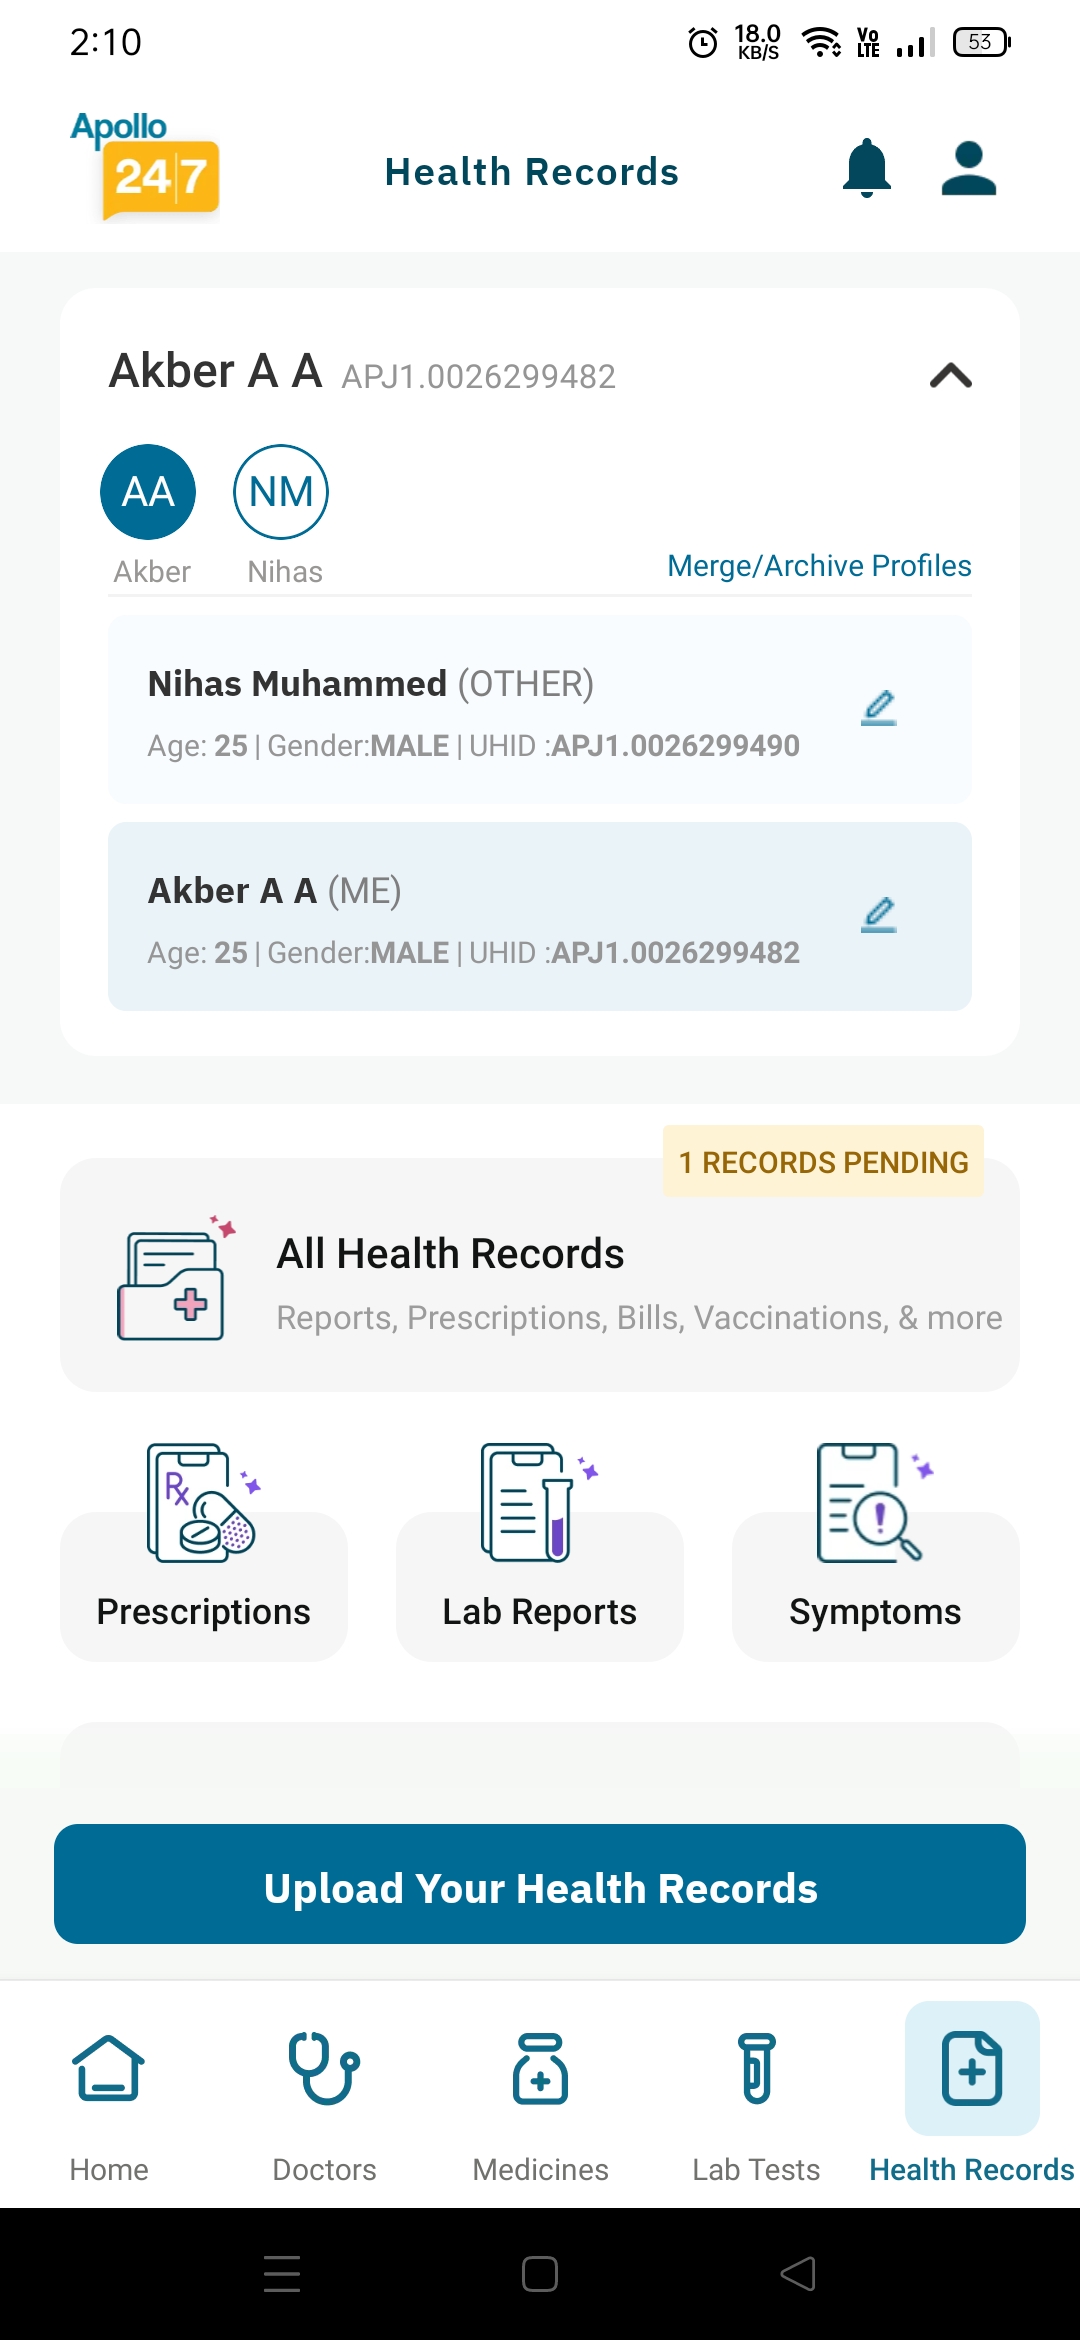 2:10
18.0
KB/S
Vo
LTE
53
Apollo
24|7
Health Records
Akber A A APJ1.0026299482
AA
NM
Akber
Nihas
Merge/Archive Profiles
Nihas Muhammed (OTHER)
Age: 25 | Gender:MALE | UHID :APJ1.0026299490
Akber A A (ME)
Age: 25 | Gender:MALE | UHID :APJ1.0026299482
1 RECORDS PENDING
All Health Records
Reports, Prescriptions, Bills, Vaccinations, & more
Rx
Prescriptions
Lab Reports
Symptoms
Upload Your Health Records
Home
Doctors
Medicines
Lab Tests
Health Records